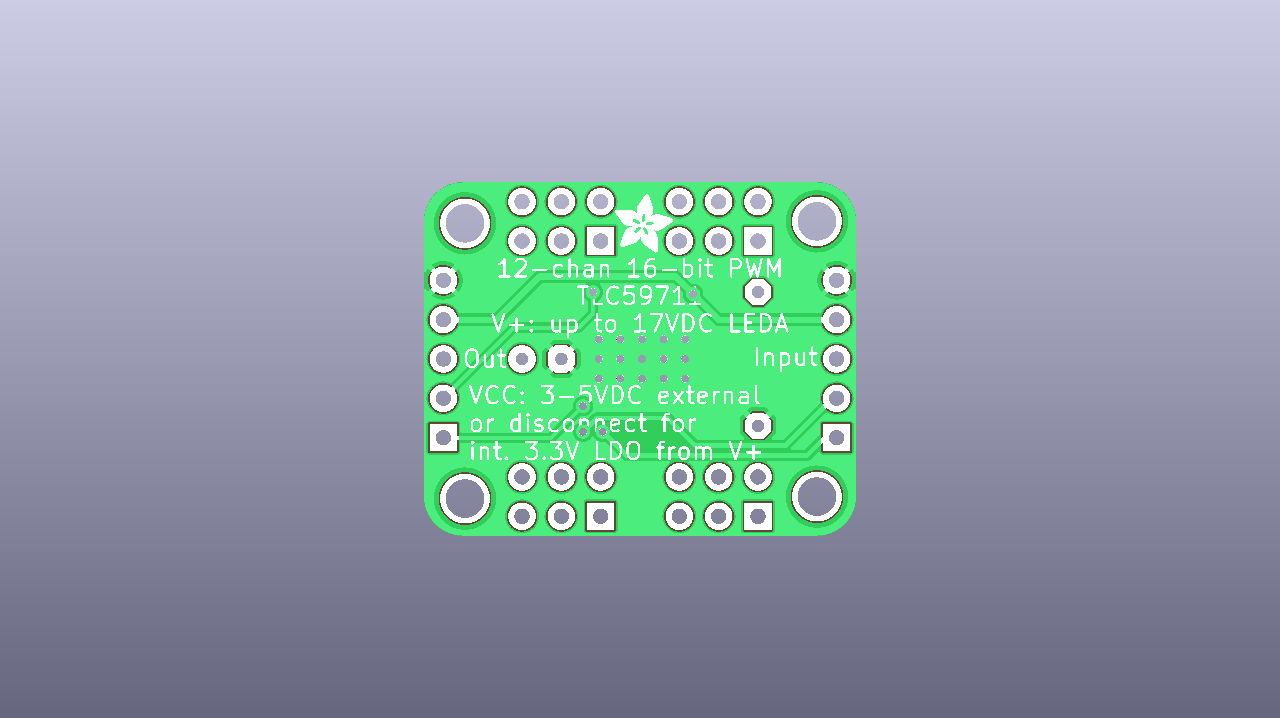 12-chan 16-bit PWM
TLC59711
V+: up to 17VDC LEDA
Out
Input
VCC: 3-5VDC external
or disconnect for
int. 3.3V LDO from V+